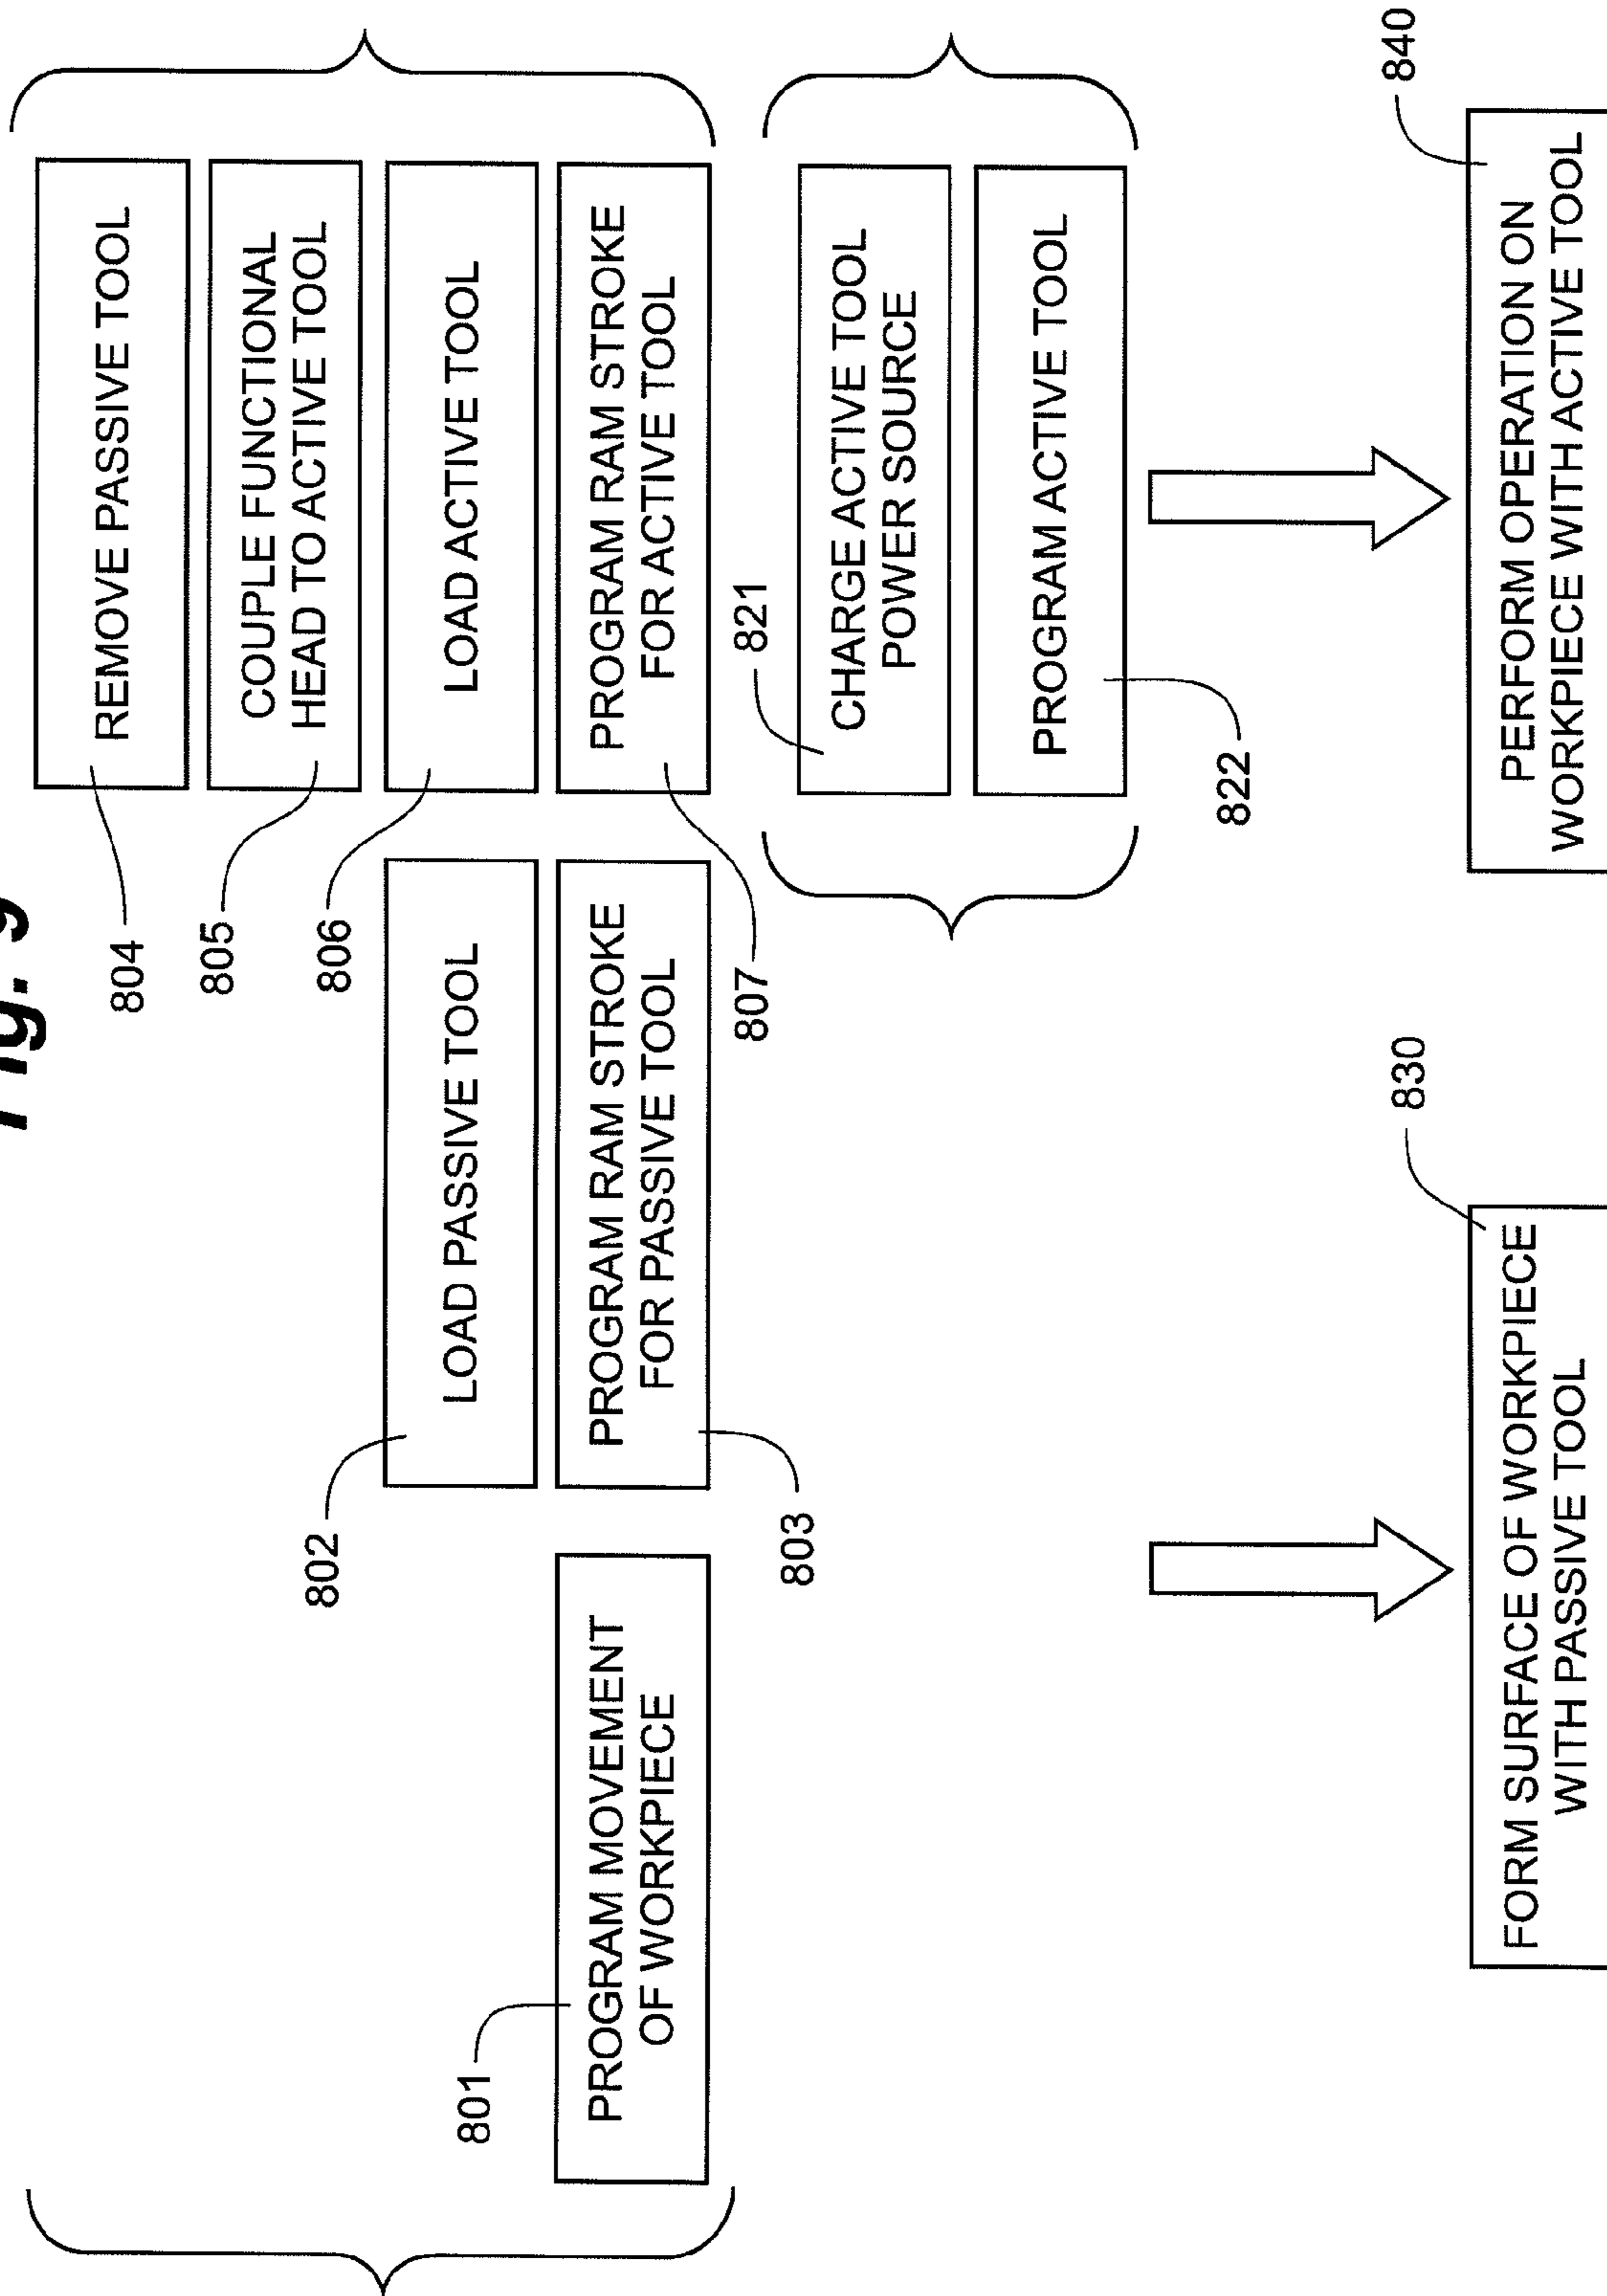 Fig. 9
804
REMOVE PASSIVE TOOL
805
COUPLE FUNCTIONAL
HEAD TO ACTIVE TOOL
802
LOAD PASSIVE TOOL
806
LOAD ACTIVE TOOL
801
PROGRAM MOVEMENT
OF WORKPIECE
803
PROGRAM RAM STROKE
FOR PASSIVE TOOL
807
PROGRAM RAM STROKE
FOR ACTIVE TOOL
821
CHARGE ACTIVE TOOL
POWER SOURCE
822
PROGRAM ACTIVE TOOL
830
FORM SURFACE OF WORKPIECE
WITH PASSIVE TOOL
840
PERFORM OPERATION ON
WORKPIECE WITH ACTIVE TOOL